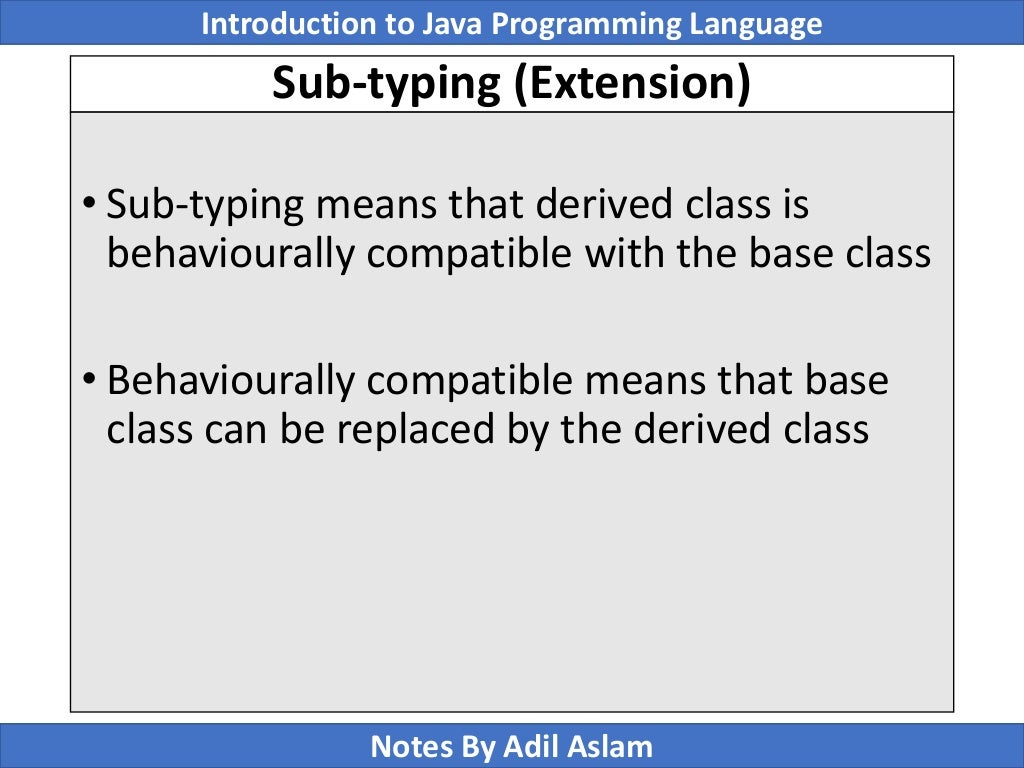 Introduction to Java Programming Language
Sub-typing (Extension)
• Sub-typing means that derived class is
behaviourally compatible with the base class
• Behaviourally compatible means that base
class can be replaced by the derived class
Notes By Adil Aslam